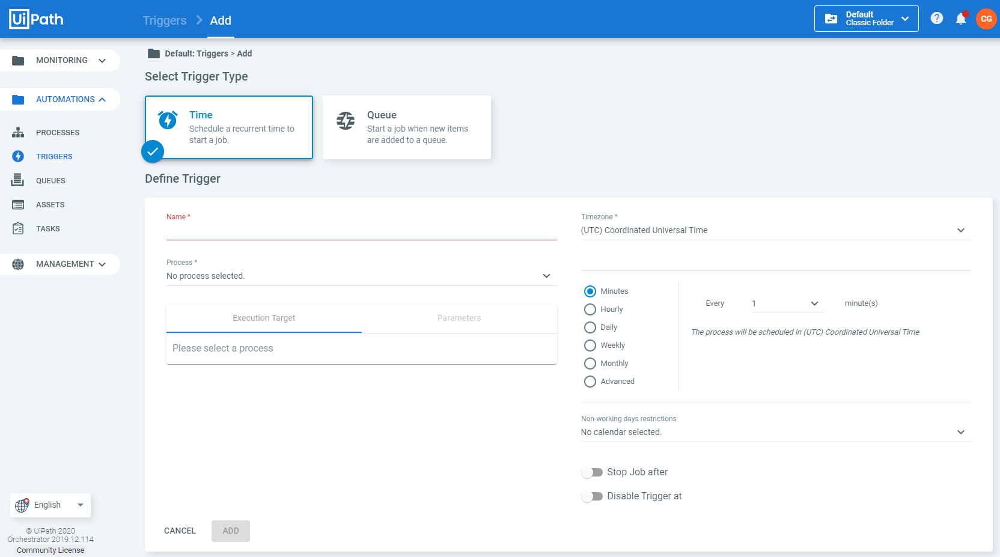 UiPath
Triggers > Add
Default
Classic Folder
?
CG
MONITORING
AUTOMATIONS
PROCESSES
TRIGGERS
QUEUES
ASSETS
TASKS
MANAGEMENT
English
© UiPath 2020
Orchestrator 2019.12.114
Community License
Default: Triggers > Add
Select Trigger Type
Time
Schedule a recurrent time to
start a job.
Queue
Start a job when new items
are added to a queue.
Define Trigger
Name *
Process *
No process selected.
Execution Target
Parameters
Please select a process
Timezone *
(UTC) Coordinated Universal Time
Minutes
Hourly
Daily
Weekly
Monthly
Advanced
Every 1 minute(s)
The process will be scheduled in (UTC) Coordinated Universal Time
Non-working days restrictions
No calendar selected.
Stop Job after
Disable Trigger at
CANCEL
ADD